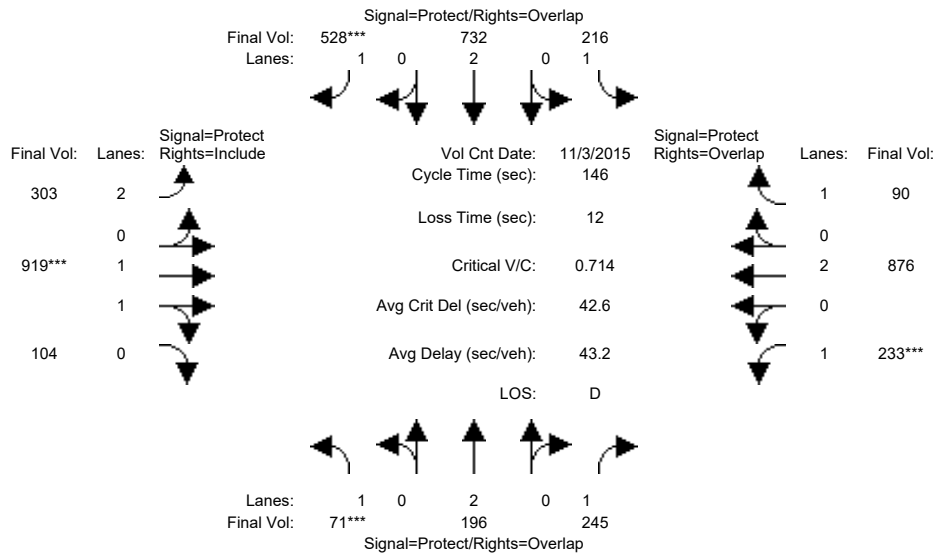 Signal=Protect/Rights=Overlap
Final Vol: 528*** 732 216
Lanes: 1 0 2 0 1
Signal=Protect
Final Vol: Lanes: Rights=Include
Vol Cnt Date: 11/3/2015
Signal=Protect
Rights=Overlap Lanes: Final Vol:
Cycle Time (sec): 146
303 2 1 90
Loss Time (sec): 12
0 0
919*** 1 Critical V/C: 0.714 2 876
1 Avg Crit Del (sec/veh): 42.6 0
104 0 Avg Delay (sec/veh): 43.2 1 233***
LOS: D
Lanes: 1 0 2 0 1
Final Vol: 71*** 196 245
Signal=Protect/Rights=Overlap